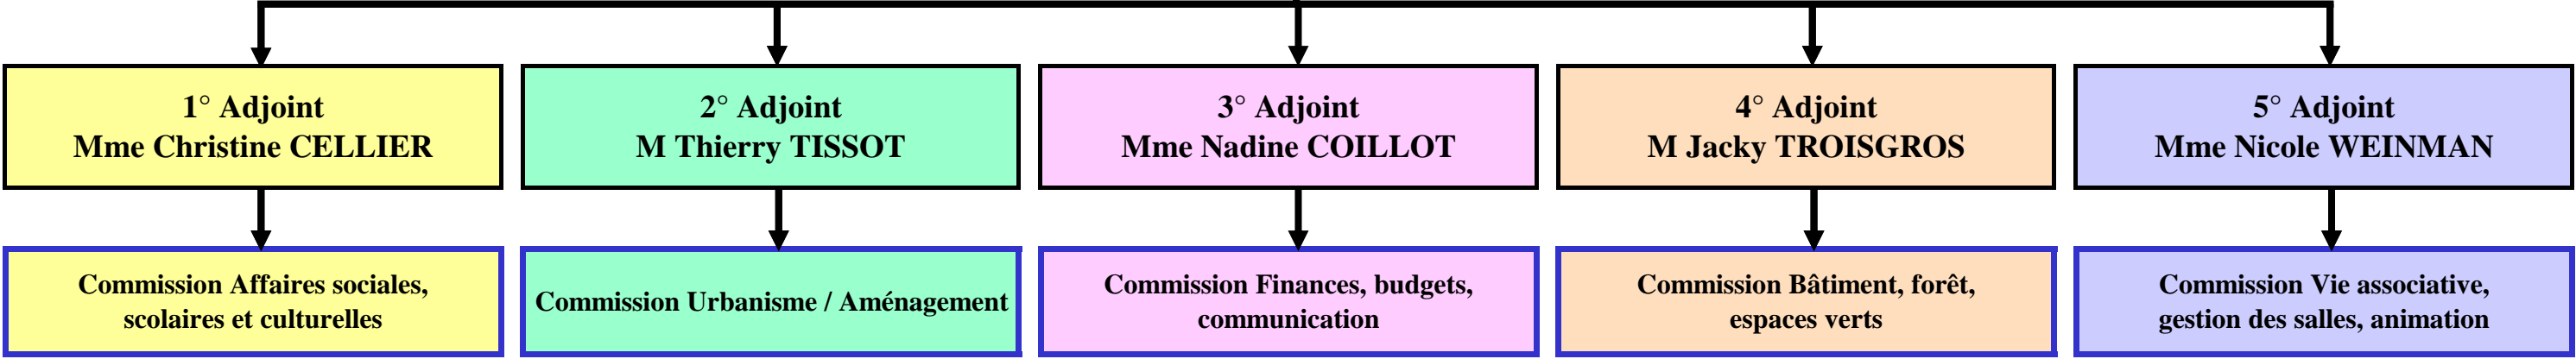 1° Adjoint
Mme Christine CELLIER
2° Adjoint
M Thierry TISSOT
3° Adjoint
Mme Nadine COILLOT
4° Adjoint
M Jacky TROISGROS
5° Adjoint
Mme Nicole WEINMAN
Commission Affaires sociales,
scolaires et culturelles
Commission Urbanisme / Aménagement
Commission Finances, budgets,
communication
Commission Bâtiment, forêt,
espaces verts
Commission Vie associative,
gestion des salles, animation